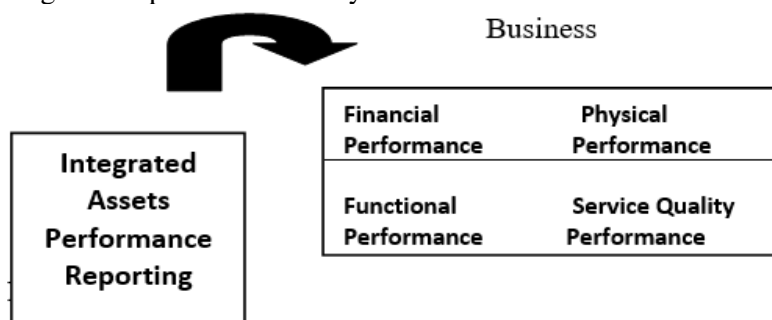 Business
Financial Physical
Performance Performance
Functional Service Quality
Performance Performance
Integrated
Assets
Performance
Reporting